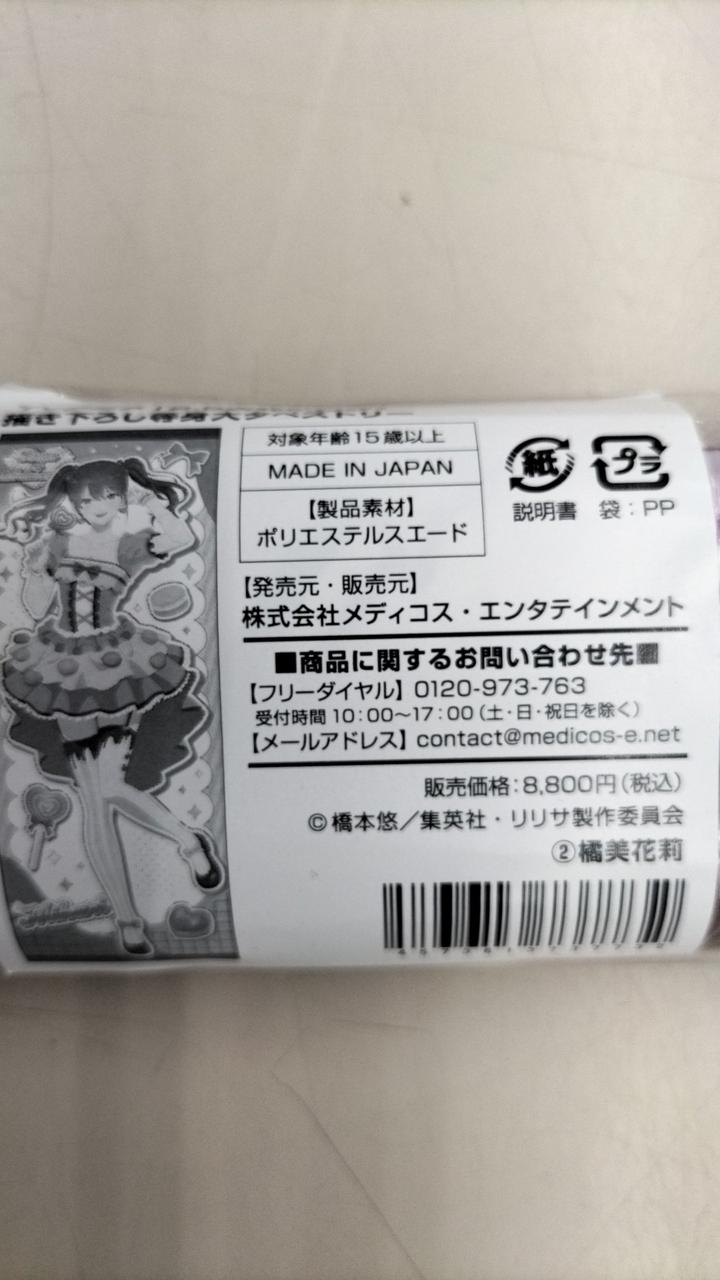 描き下ろし等身大タペストリー
対象年齢15歳以上
MADE IN JAPAN
【製品素材】
ポリエステルスエード
紙 プラ
説明書 袋：PP
【発売元・販売元】
株式会社メディコス・エンタテインメント
■商品に関するお問い合わせ先■
【フリーダイヤル】0120-973-763
受付時間 10：00～17：00（土・日・祝日を除く）
【メールアドレス】contact@medicos-e.net
販売価格：8,800円（税込）
©橋本悠／集英社・リリサ製作委員会
②橘美花莉